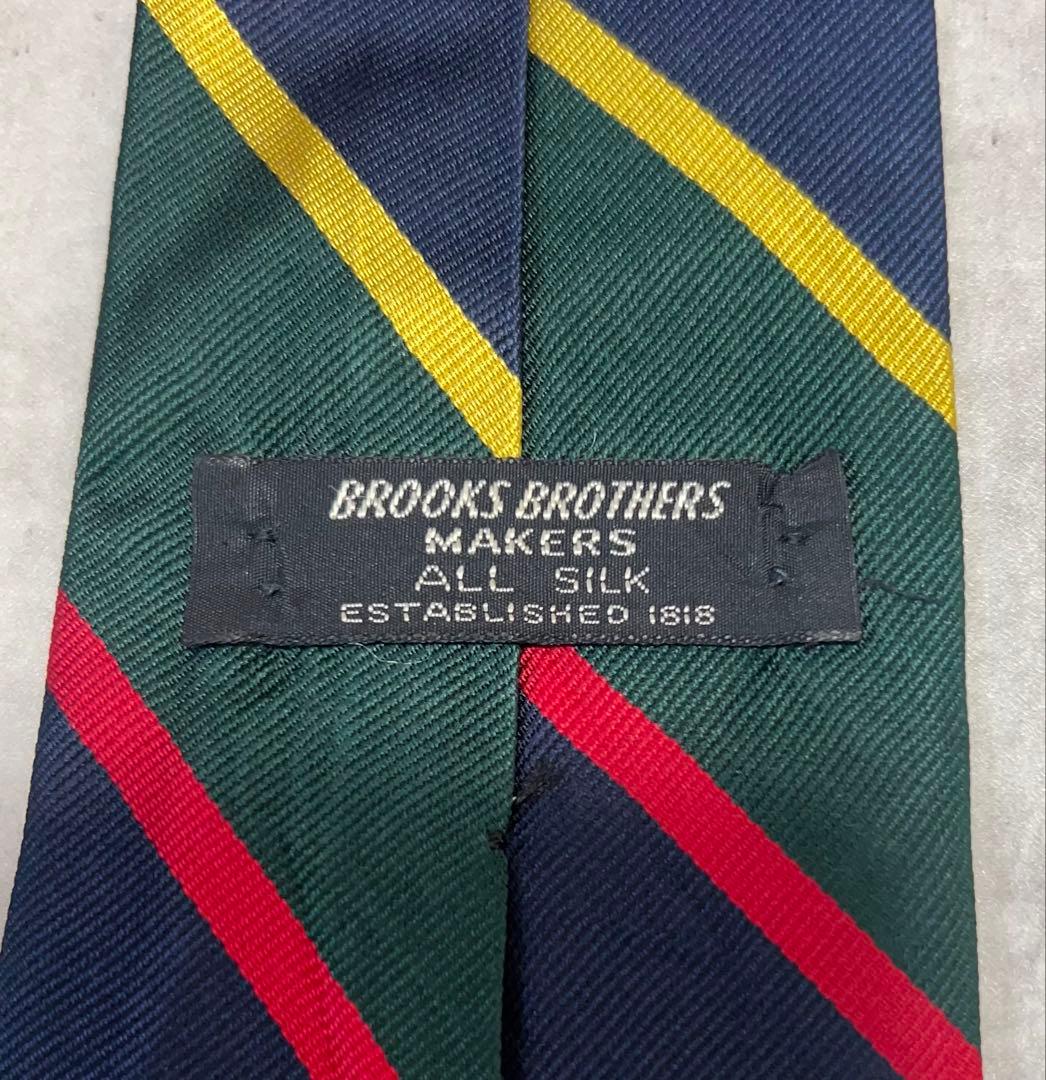 BROOKS BROTHERS
MAKERS
ALL SILK
ESTABLISHED 1818